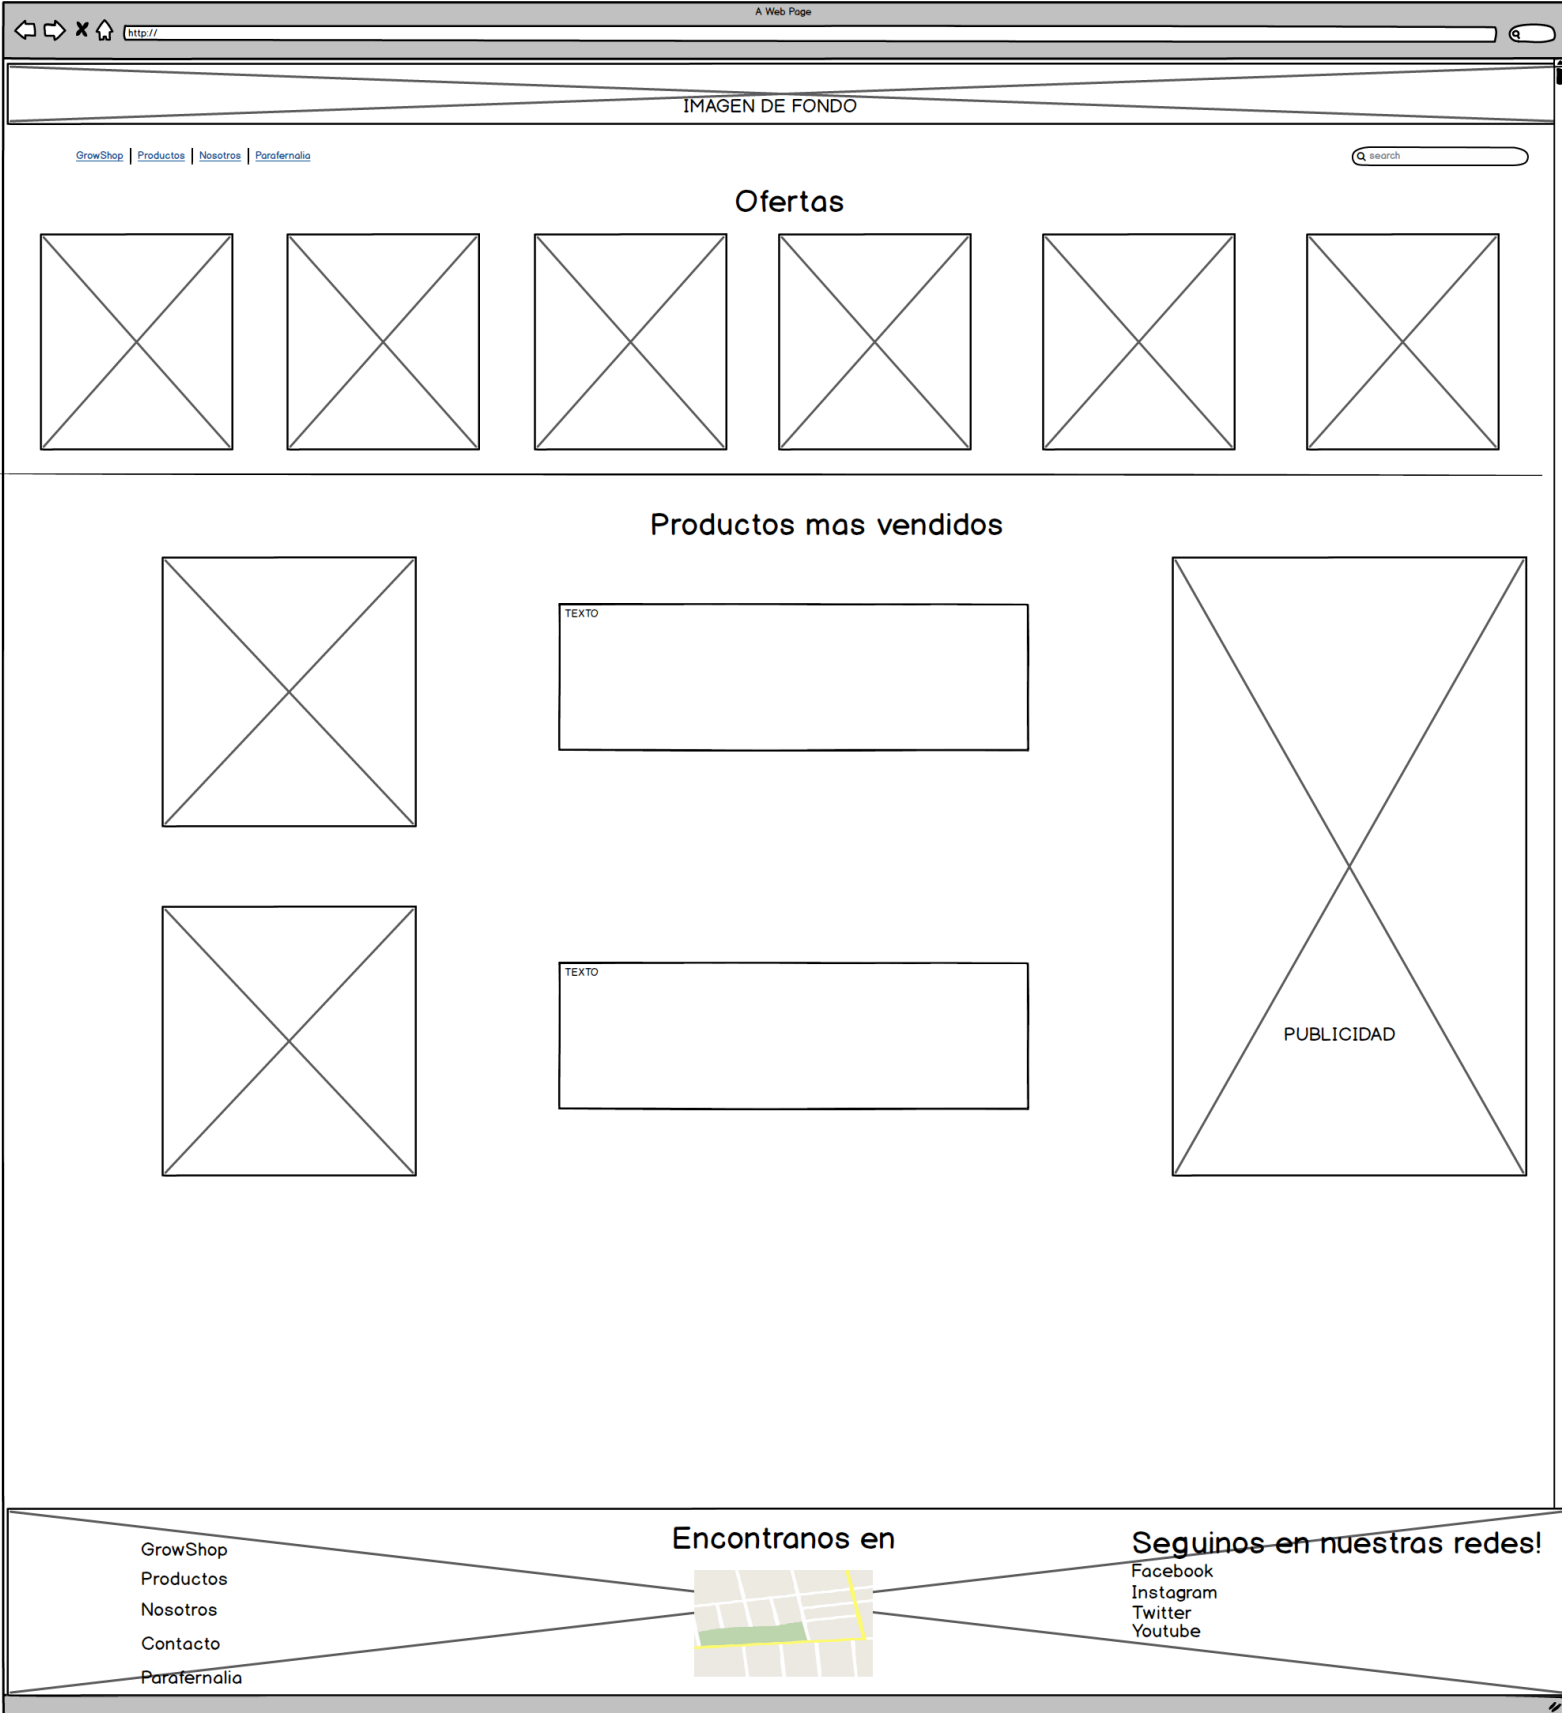 A Web Page
http://
IMAGEN DE FONDO
GrowShop Productos Nosotros Parafernalia
search
Ofertas
Productos mas vendidos
TEXTO
TEXTO
PUBLICIDAD
GrowShop
Productos
Nosotros
Contacto
Parafernalia
Encontranos en
Seguinos en nuestras redes!
Facebook
Instagram
Twitter
Youtube